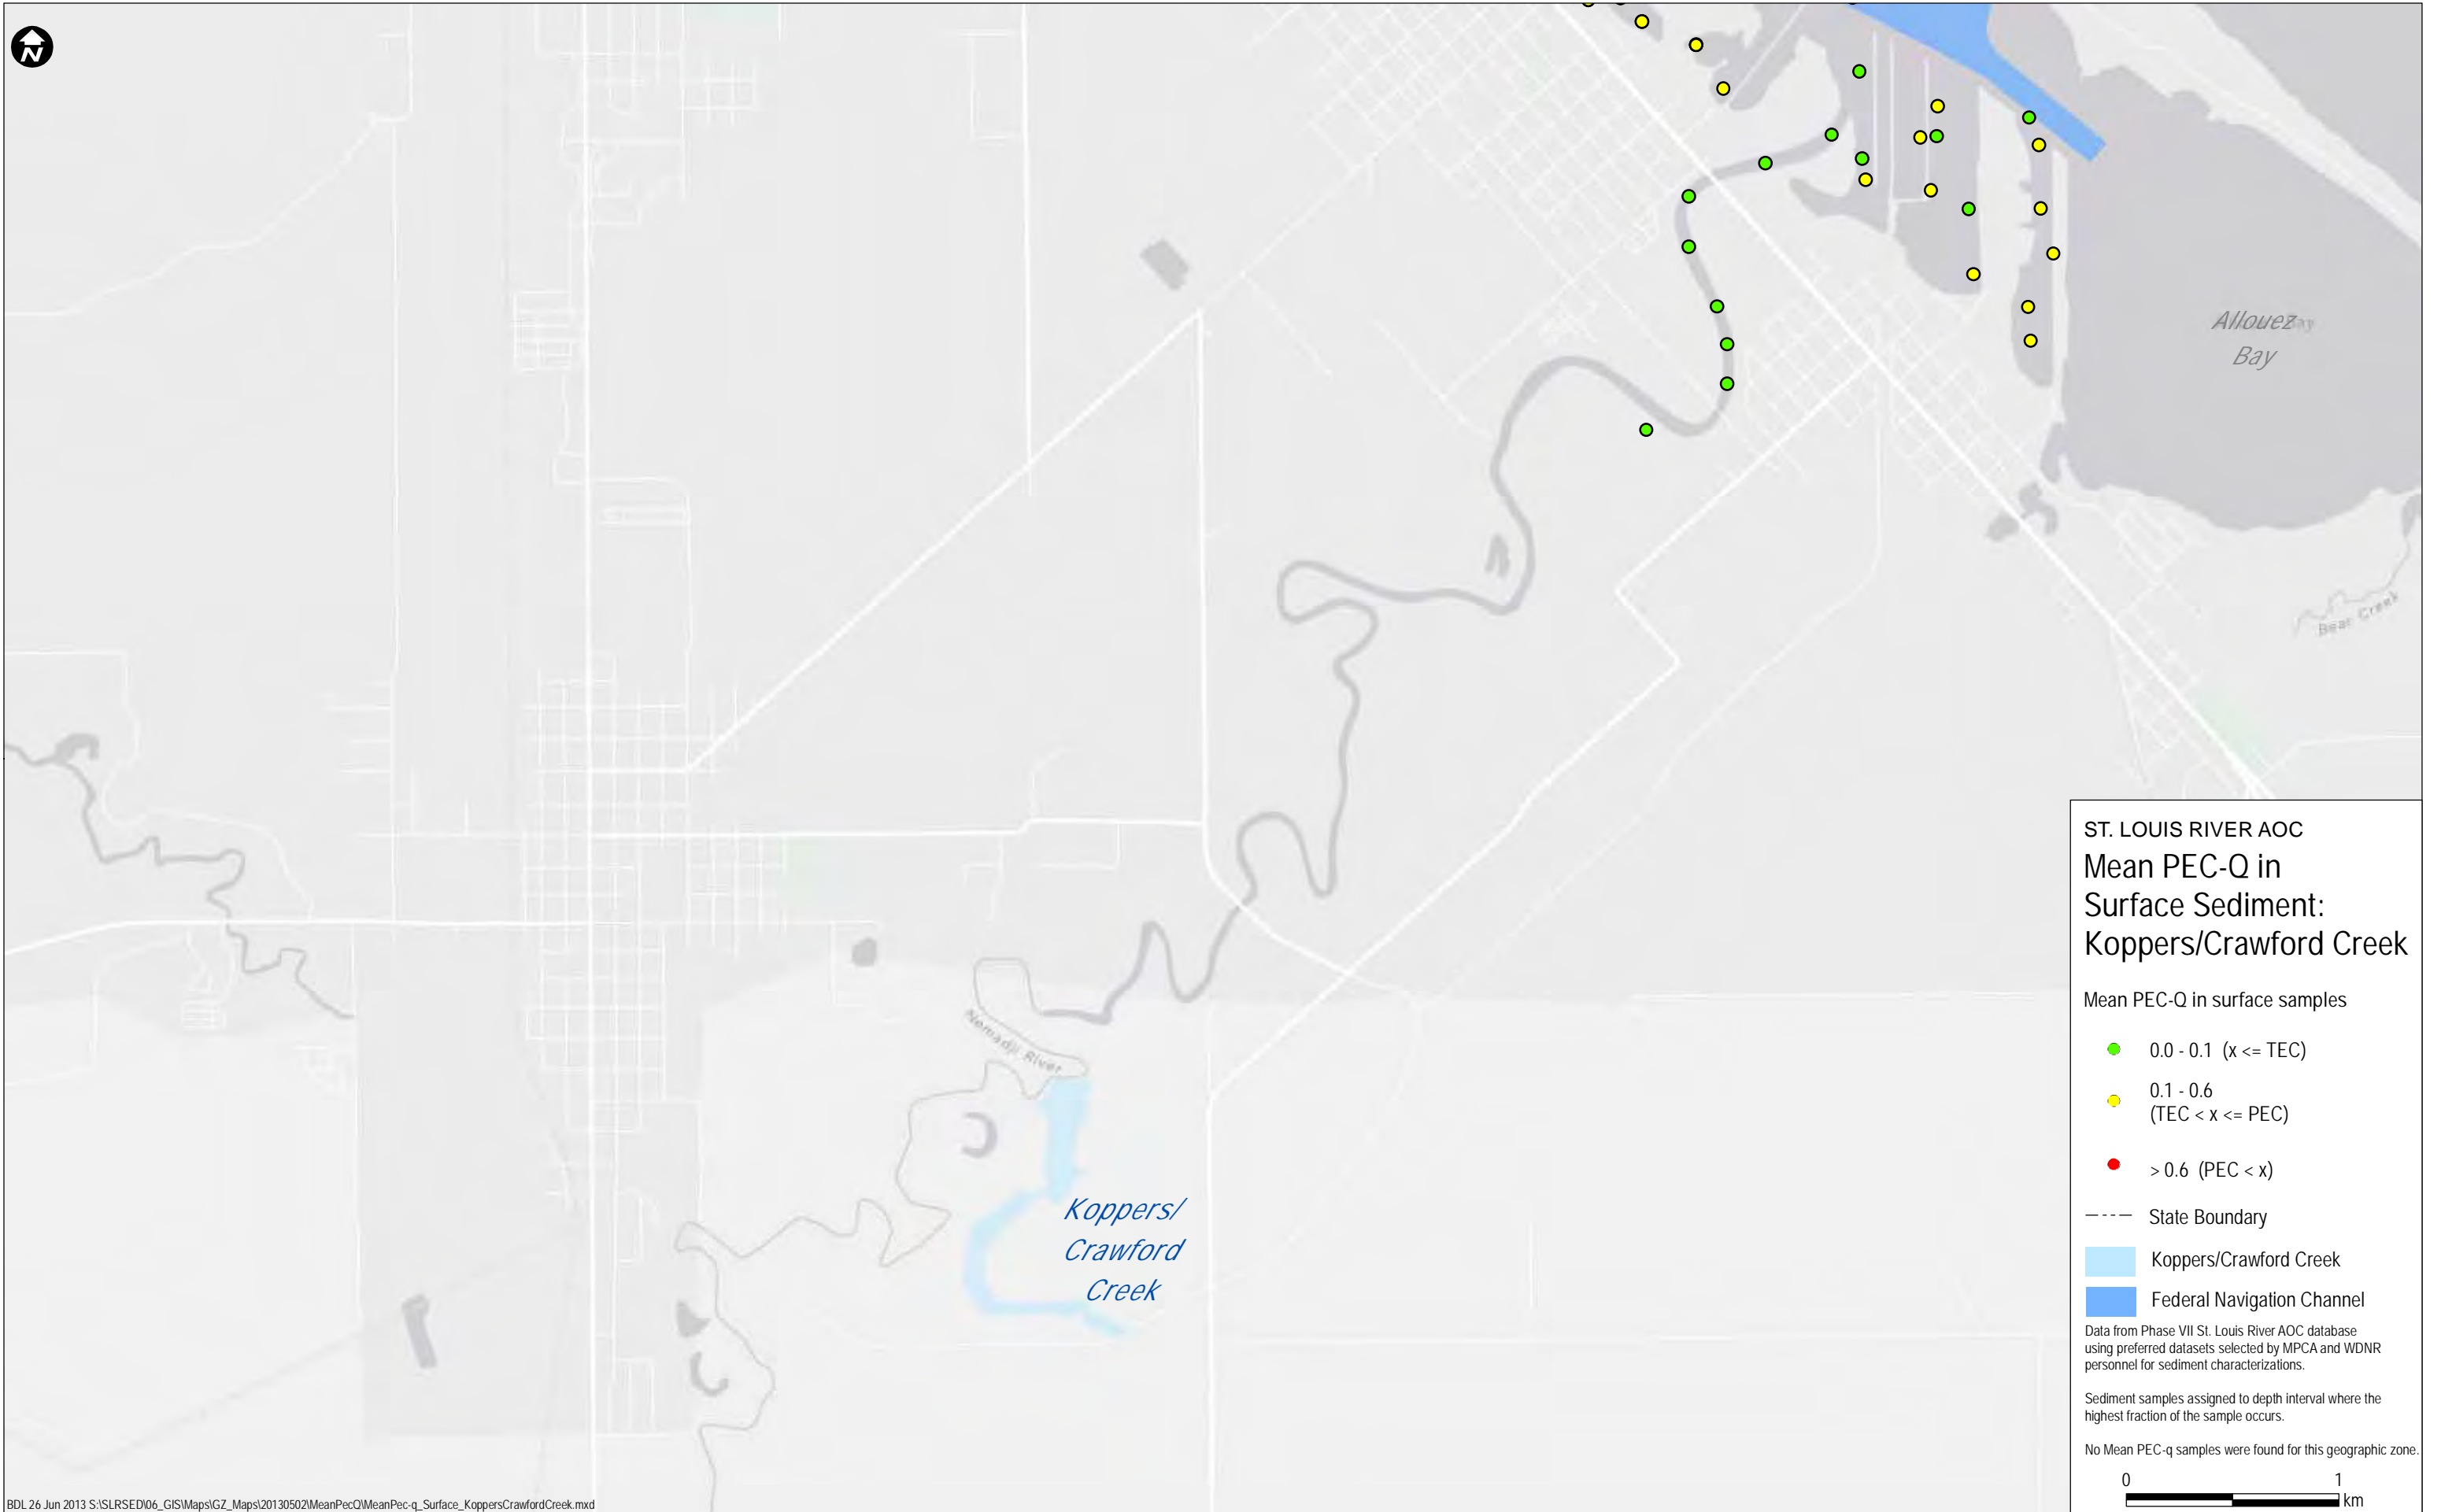 N
Allouez Bay
Bay
Bear Creek
Nemadji River
Koppers/
Crawford
Creek
ST. LOUIS RIVER AOC
Mean PEC-Q in
Surface Sediment:
Koppers/Crawford Creek
Mean PEC-Q in surface samples
0.0 - 0.1 (x <= TEC)
0.1 - 0.6
(TEC < x <= PEC)
> 0.6 (PEC < x)
State Boundary
Koppers/Crawford Creek
Federal Navigation Channel
Data from Phase VII St. Louis River AOC database
using preferred datasets selected by MPCA and WDNR
personnel for sediment characterizations.
Sediment samples assigned to depth interval where the
highest fraction of the sample occurs.
No Mean PEC-q samples were found for this geographic zone.
0 1
km
BDL 26 Jun 2013 S:\SLRSED\06_GIS\Maps\GZ_Maps\20130502\MeanPecQ\MeanPec-q_Surface_KoppersCrawfordCreek.mxd